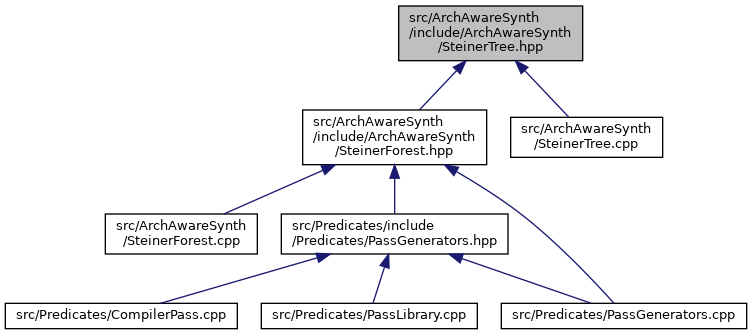 src/ArchAwareSynth
/include/ArchAwareSynth
/SteinerTree.hpp
src/ArchAwareSynth
/include/ArchAwareSynth
/SteinerForest.hpp
src/ArchAwareSynth
/SteinerTree.cpp
src/ArchAwareSynth
/SteinerForest.cpp
src/Predicates/include
/Predicates/PassGenerators.hpp
src/Predicates/CompilerPass.cpp
src/Predicates/PassLibrary.cpp
src/Predicates/PassGenerators.cpp